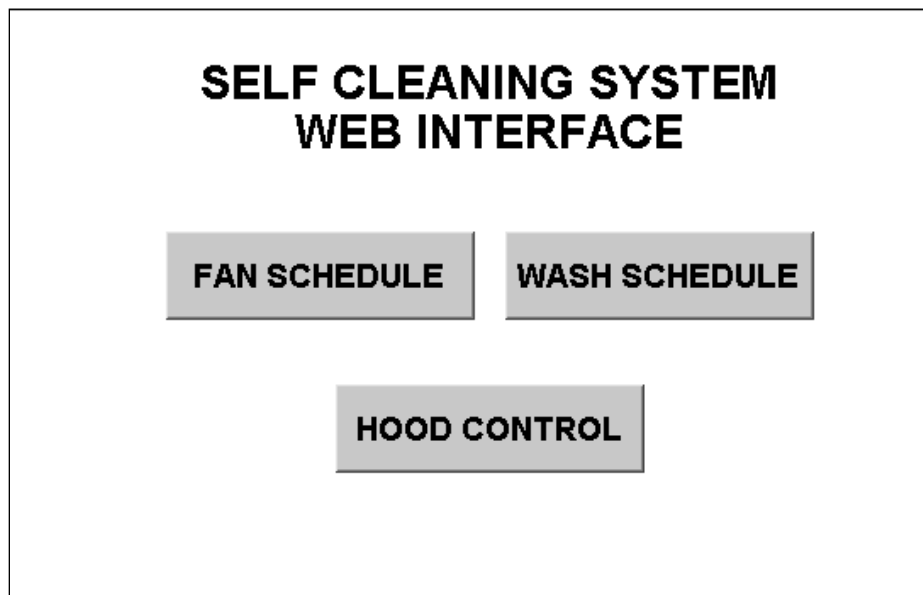 SELF CLEANING SYSTEM
WEB INTERFACE
FAN SCHEDULE
WASH SCHEDULE
HOOD CONTROL